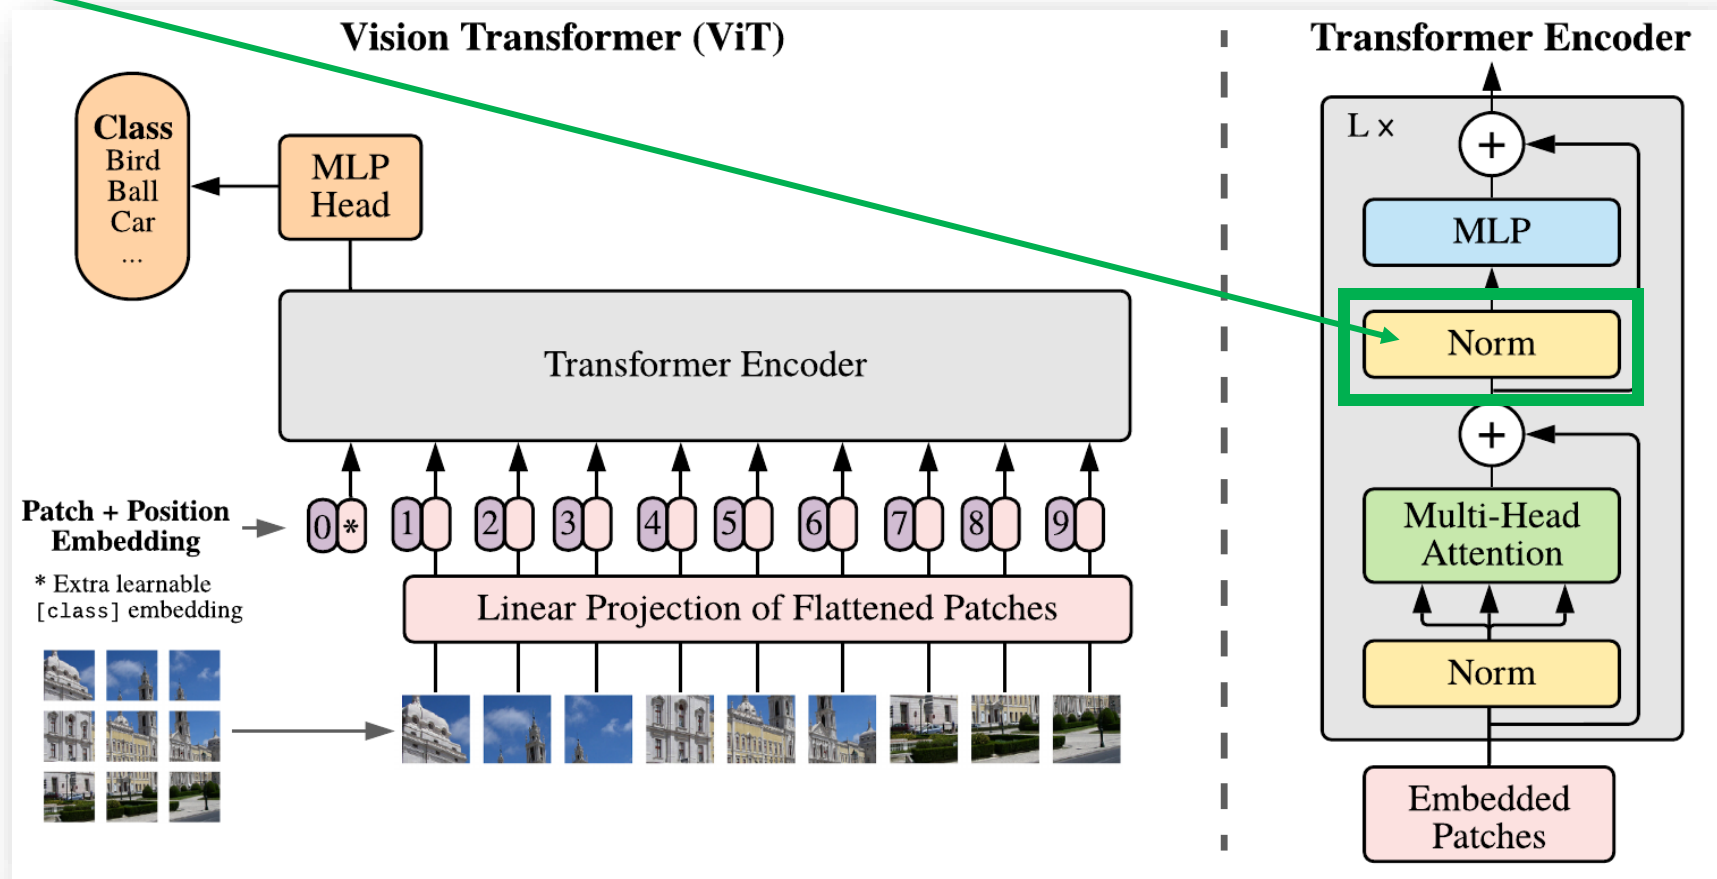 Vision Transformer (ViT)
Class
Bird
Ball
Car
...
MLP
Head
Transformer Encoder
Patch + Position
Embedding
* Extra learnable
[class] embedding
0 * 1 2 3 4 5 6 7 8 9
Linear Projection of Flattened Patches
Transformer Encoder
L ×
+
MLP
Norm
+
Multi-Head
Attention
Norm
Embedded
Patches